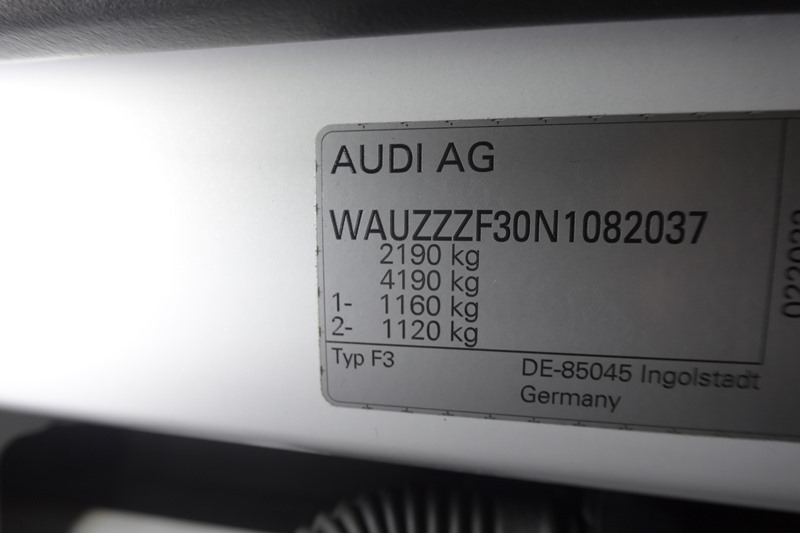 AUDI AG
WAUZZZF30N1082037
2190 kg
4190 kg
1- 1160 kg
2- 1120 kg
Typ F3
DE-85045 Ingolstadt
Germany